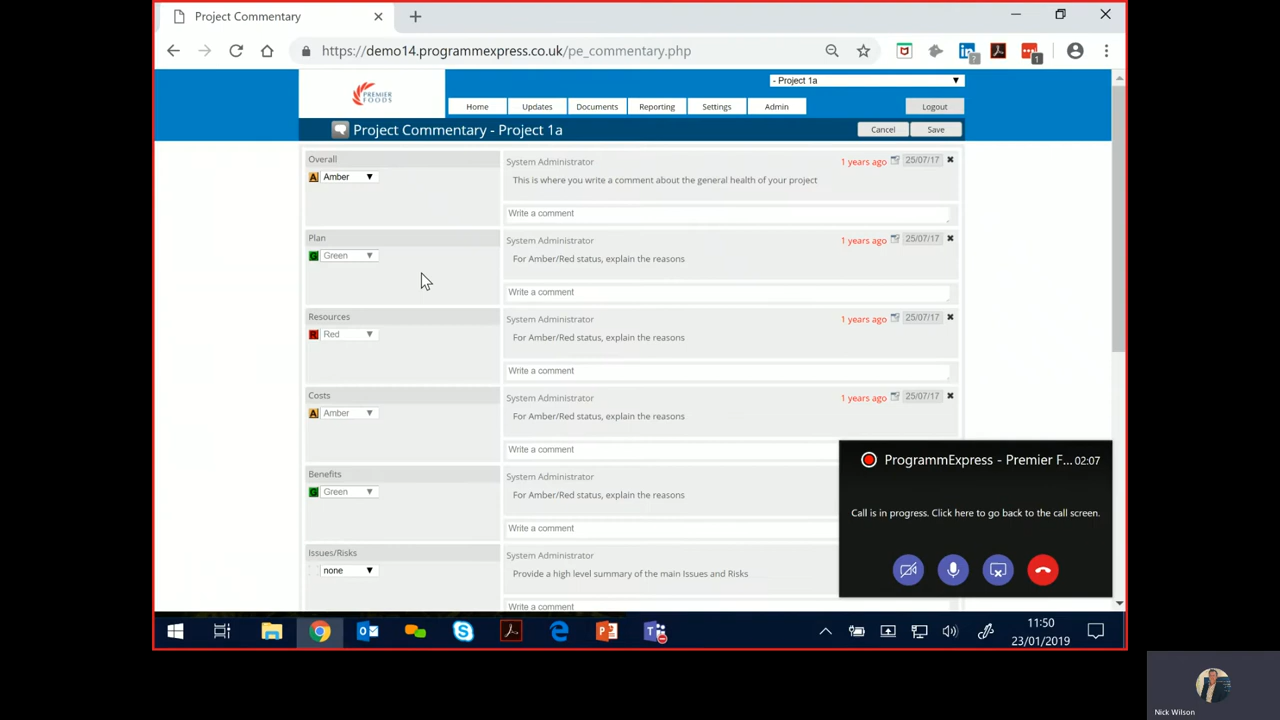 Project Commentary
https://demo14.programmexpress.co.uk/pe_commentary.php
?
1
PREMIER
FOODS
- Project 1a
Home
Updates
Documents
Reporting
Settings
Admin
Logout
Project Commentary - Project 1a
Cancel
Save
Overall
A Amber
System Administrator
1 years ago
25/07/17
This is where you write a comment about the general health of your project
Write a comment
Plan
G Green
System Administrator
1 years ago
25/07/17
For Amber/Red status, explain the reasons
Write a comment
Resources
R Red
System Administrator
1 years ago
25/07/17
For Amber/Red status, explain the reasons
Write a comment
Costs
A Amber
System Administrator
1 years ago
25/07/17
For Amber/Red status, explain the reasons
Write a comment
Benefits
G Green
System Administrator
For Amber/Red status, explain the reasons
Write a comment
Issues/Risks
none
System Administrator
Provide a high level summary of the main Issues and Risks
Write a comment
ProgrammExpress - Premier F... 02:07
Call is in progress. Click here to go back to the call screen.
11:50
23/01/2019
Nick Wilson